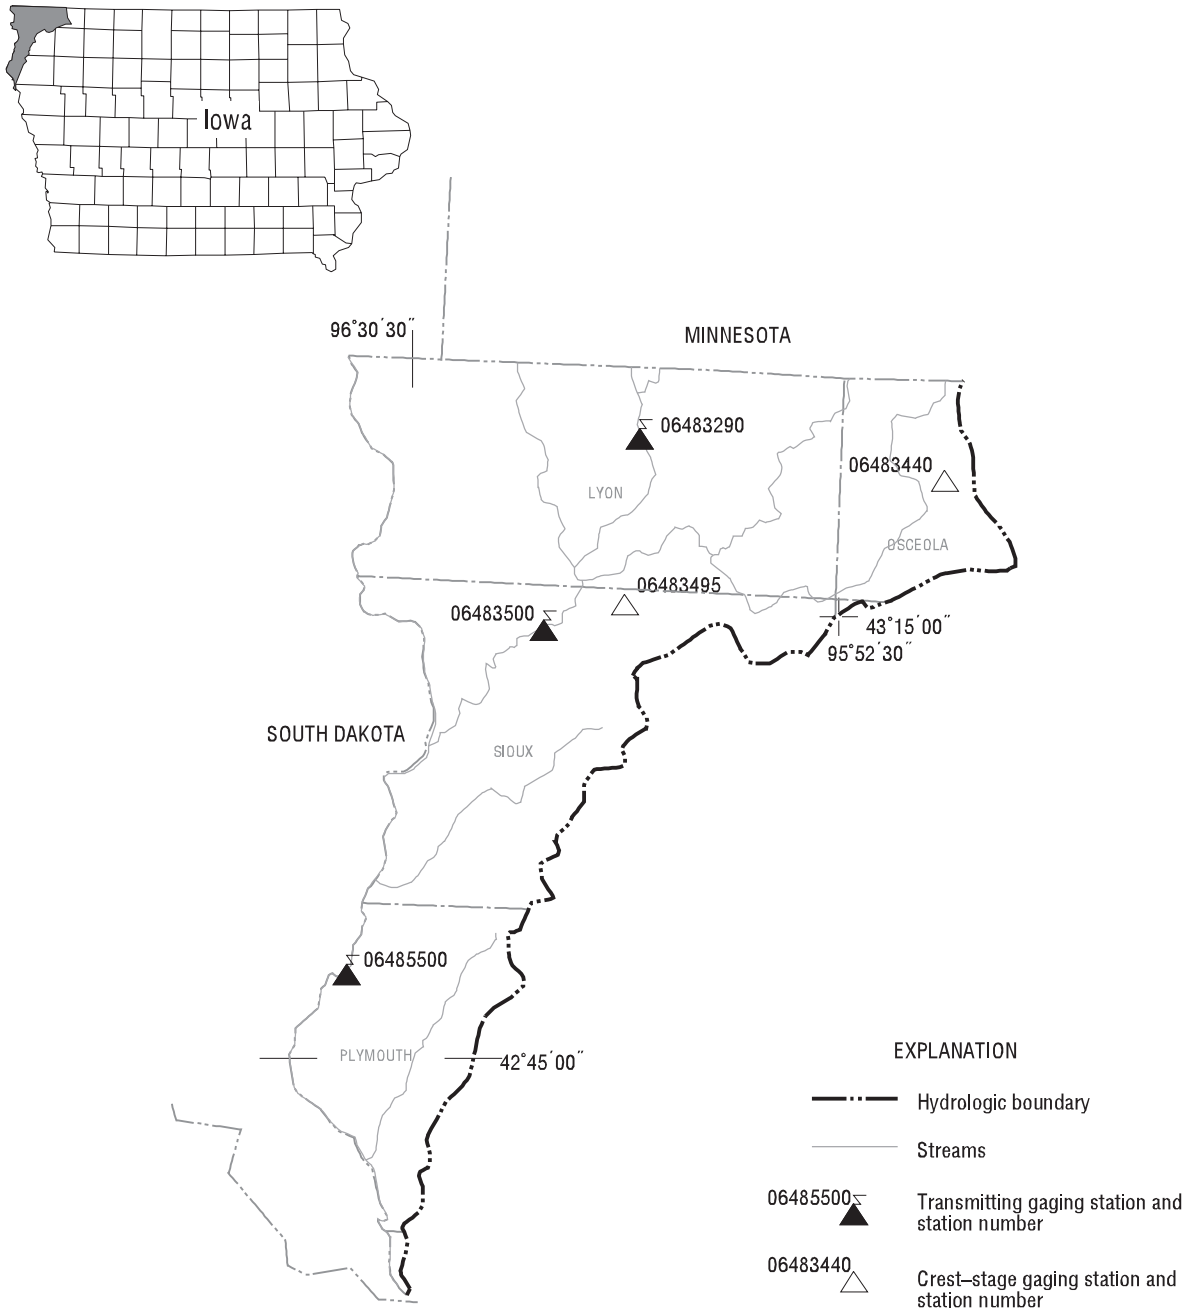 Iowa
96°30′30″
MINNESOTA
06483290
06483440
LYON
OSCEOLA
06483495
06483500
43°15′00″
95°52′30″
SOUTH DAKOTA
SIOUX
06485500
PLYMOUTH
42°45′00″
EXPLANATION
Hydrologic boundary
Streams
06485500
Transmitting gaging station and
station number
06483440
Crest–stage gaging station and
station number